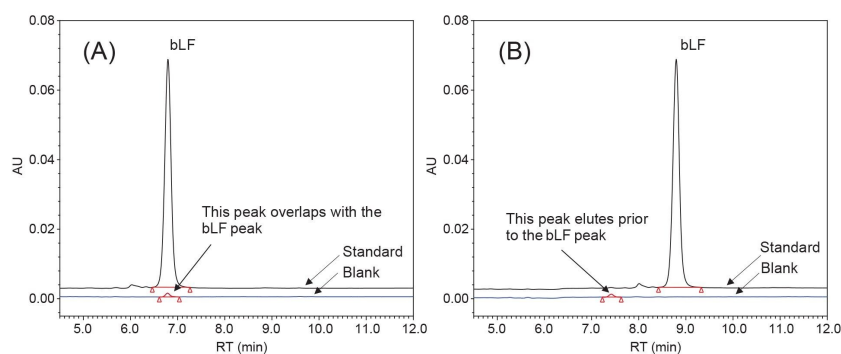 (A)
bLF
This peak overlaps with the
bLF peak
Standard
Blank
AU
0.08
0.06
0.04
0.02
0.00
5.0 6.0 7.0 8.0 9.0 10.0 11.0 12.0
RT (min)
(B)
bLF
This peak elutes prior
to the bLF peak
Standard
Blank
AU
0.08
0.06
0.04
0.02
0.00
5.0 6.0 7.0 8.0 9.0 10.0 11.0 12.0
RT (min)